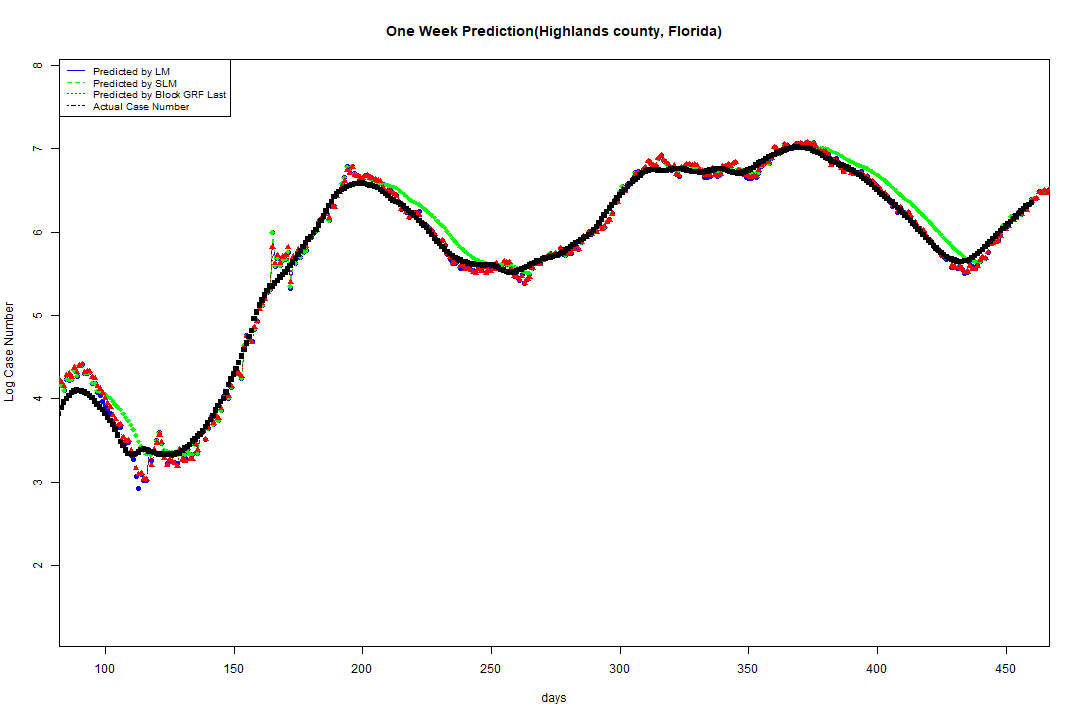 One Week Prediction(Highlands county, Florida)
Predicted by LM
Predicted by SLM
Predicted by Block GRF Last
Actual Case Number
8
7
6
5
4
3
2
Log Case Number
100 150 200 250 300 350 400 450
days